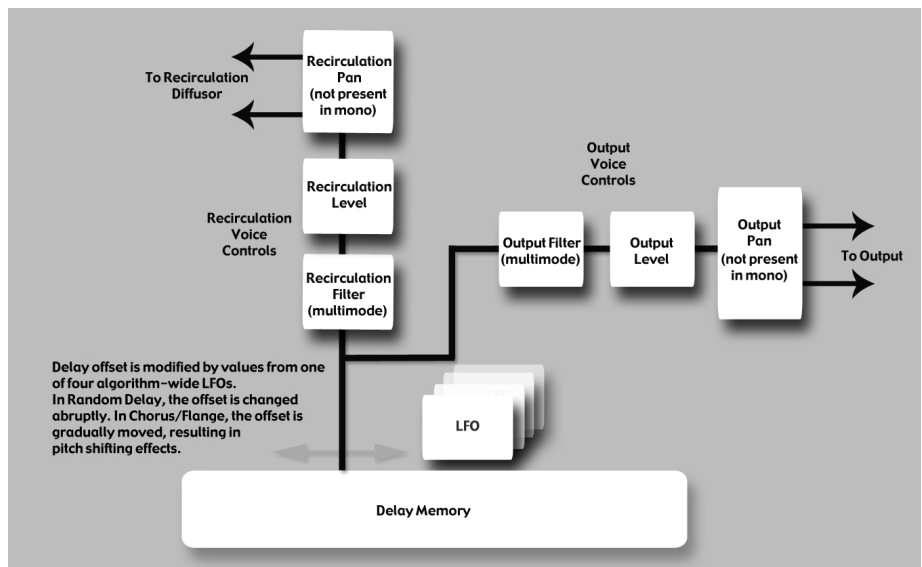 Recirculation
Pan
(not present
in mono)
To Recirculation
Diffusor
Recirculation
Level
Recirculation
Voice
Controls
Recirculation
Filter
(multimode)
Output
Voice
Controls
Output Filter
(multimode)
Output
Level
Output
Pan
(not present
in mono)
To Output
Delay offset is modified by values from one
of four algorithm-wide LFOs.
In Random Delay, the offset is changed
abruptly. In Chorus/Flange, the offset is
gradually moved, resulting in
pitch shifting effects.
LFO
Delay Memory